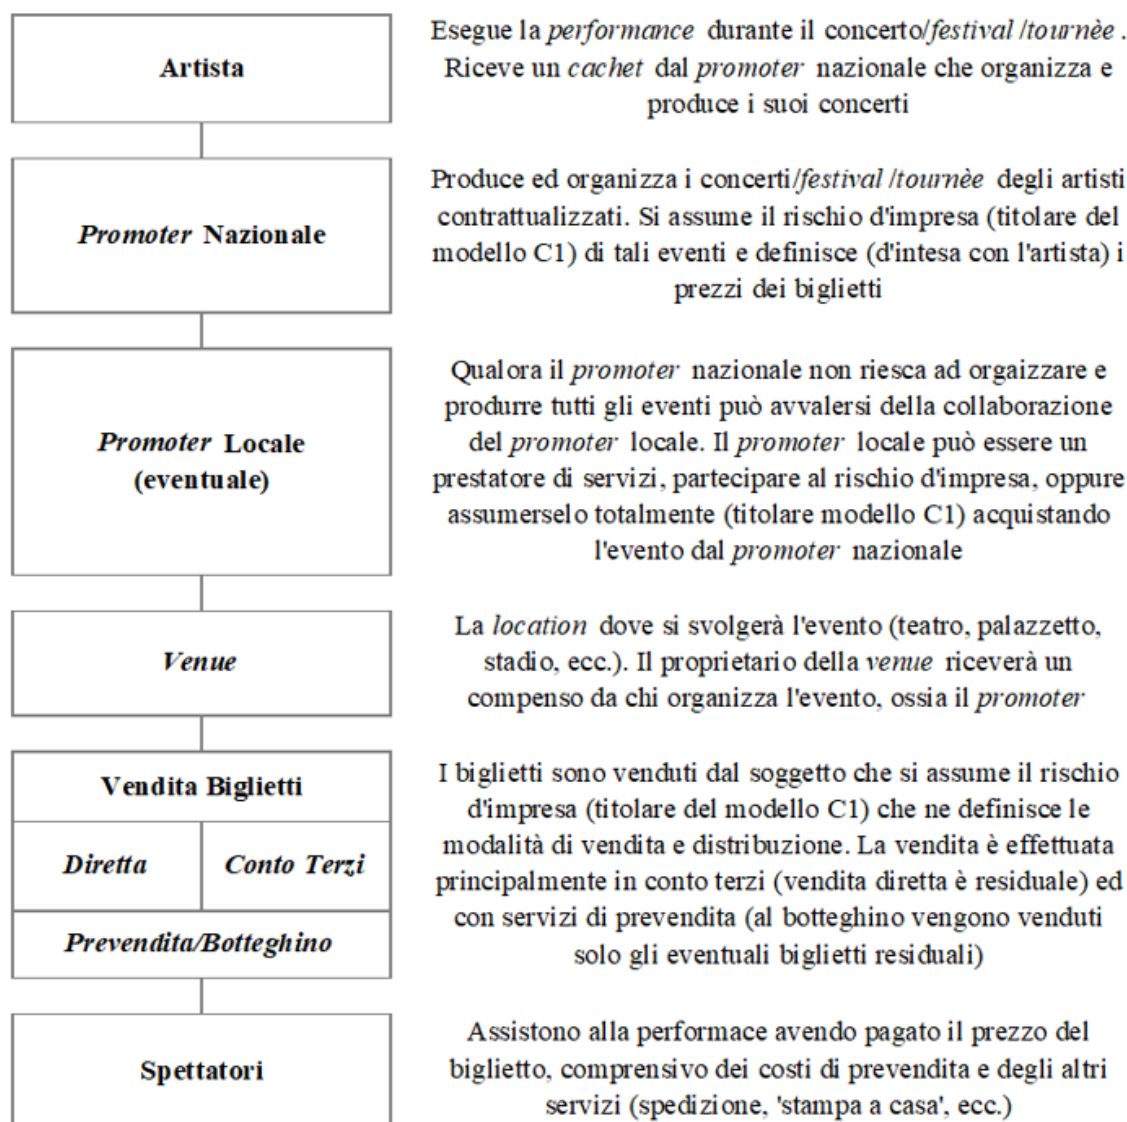 Artista
Esegue la performance durante il concerto/festival /tournèe .
Riceve un cachet dal promoter nazionale che organizza e
produce i suoi concerti
Promoter Nazionale
Produce ed organizza i concerti/festival /tournèe degli artisti
contrattualizzati. Si assume il rischio d'impresa (titolare del
modello C1) di tali eventi e definisce (d'intesa con l'artista) i
prezzi dei biglietti
Promoter Locale
(eventuale)
Qualora il promoter nazionale non riesca ad orgaizzare e
produrre tutti gli eventi può avvalersi della collaborazione
del promoter locale. Il promoter locale può essere un
prestatore di servizi, partecipare al rischio d'impresa, oppure
assumerselo totalmente (titolare modello C1) acquistando
l'evento dal promoter nazionale
Venue
La location dove si svolgerà l'evento (teatro, palazzetto,
stadio, ecc.). Il proprietario della venue riceverà un
compenso da chi organizza l'evento, ossia il promoter
Vendita Biglietti
Diretta
Conto Terzi
Prevendita/Botteghino
I biglietti sono venduti dal soggetto che si assume il rischio
d'impresa (titolare del modello C1) che ne definisce le
modalità di vendita e distribuzione. La vendita è effettuata
principalmente in conto terzi (vendita diretta è residuale) ed
con servizi di prevendita (al botteghino vengono venduti
solo gli eventuali biglietti residuali)
Spettatori
Assistono alla performace avendo pagato il prezzo del
biglietto, comprensivo dei costi di prevendita e degli altri
servizi (spedizione, 'stampa a casa', ecc.)